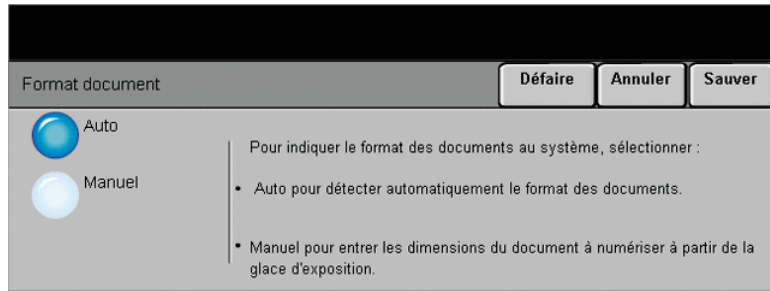 Format document
Défaire
Annuler
Sauver
Auto
Manuel
Pour indiquer le format des documents au système, sélectionner :
• Auto pour détecter automatiquement le format des documents.
• Manuel pour entrer les dimensions du document à numériser à partir de la
glace d'exposition.